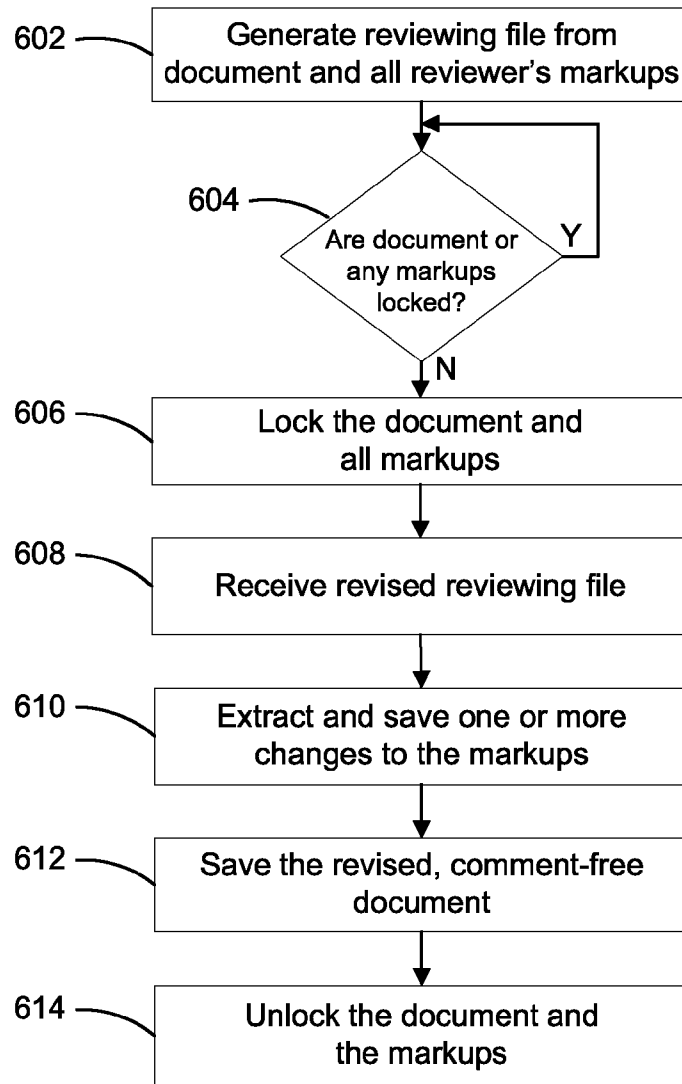 602
Generate reviewing file from
document and all reviewer's markups
604
Are document or
any markups
locked?
Y
N
606
Lock the document and
all markups
608
Receive revised reviewing file
610
Extract and save one or more
changes to the markups
612
Save the revised, comment-free
document
614
Unlock the document and
the markups